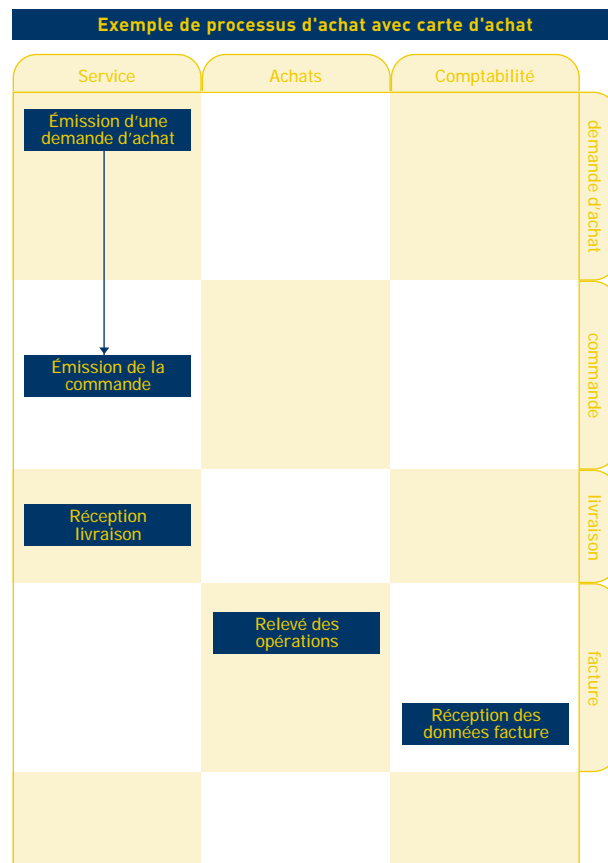 Exemple de processus d'achat avec carte d'achat
Service
Achats
Comptabilité
Émission d'une
demande d'achat
demande d'achat
Émission de la
commande
commande
Réception
livraison
livraison
Relevé des
opérations
Réception des
données facture
facture